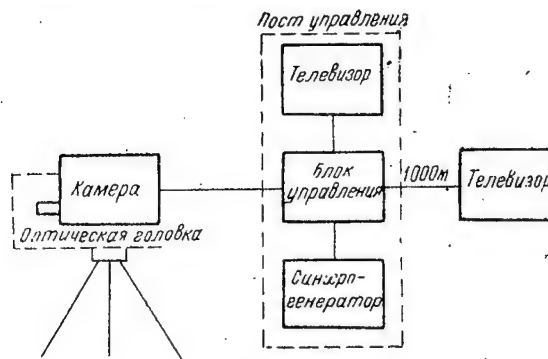 Пост управления
Телевизор
Камера
Блок
управления
1000м
Телевизор
Оптическая головка
Синхро-
генератор